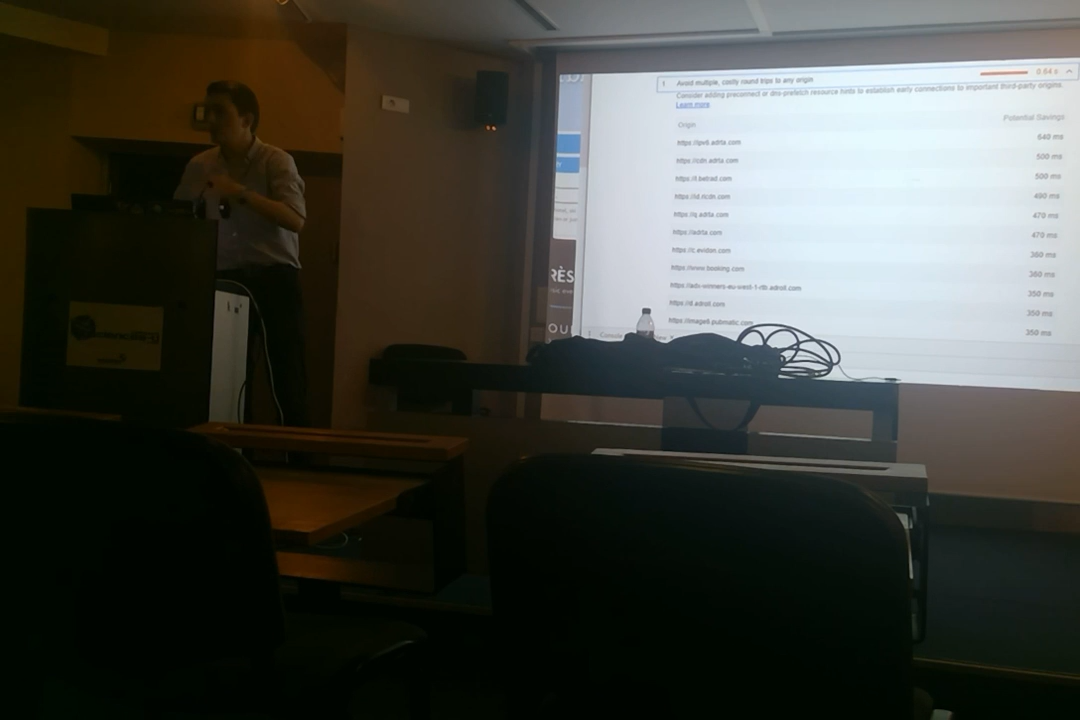 1 Avoid multiple, costly round trips to any origin 0.64 s
Consider adding preconnect or dns-prefetch resource hints to establish early connections to important third-party origins.
Learn more
Origin Potential Savings
https://ipv6.adrta.com 640 ms
https://cdn.adrta.com 500 ms
https://l.betrad.com 500 ms
https://id.rlcdn.com 490 ms
https://q.adrta.com 470 ms
https://adrta.com 470 ms
https://c.evidon.com 360 ms
https://www.booking.com 360 ms
https://adx-winners-eu-west-1-rtb.adroll.com 350 ms
https://d.adroll.com 350 ms
https://image6.pubmatic.com 350 ms
RÈS
OUI